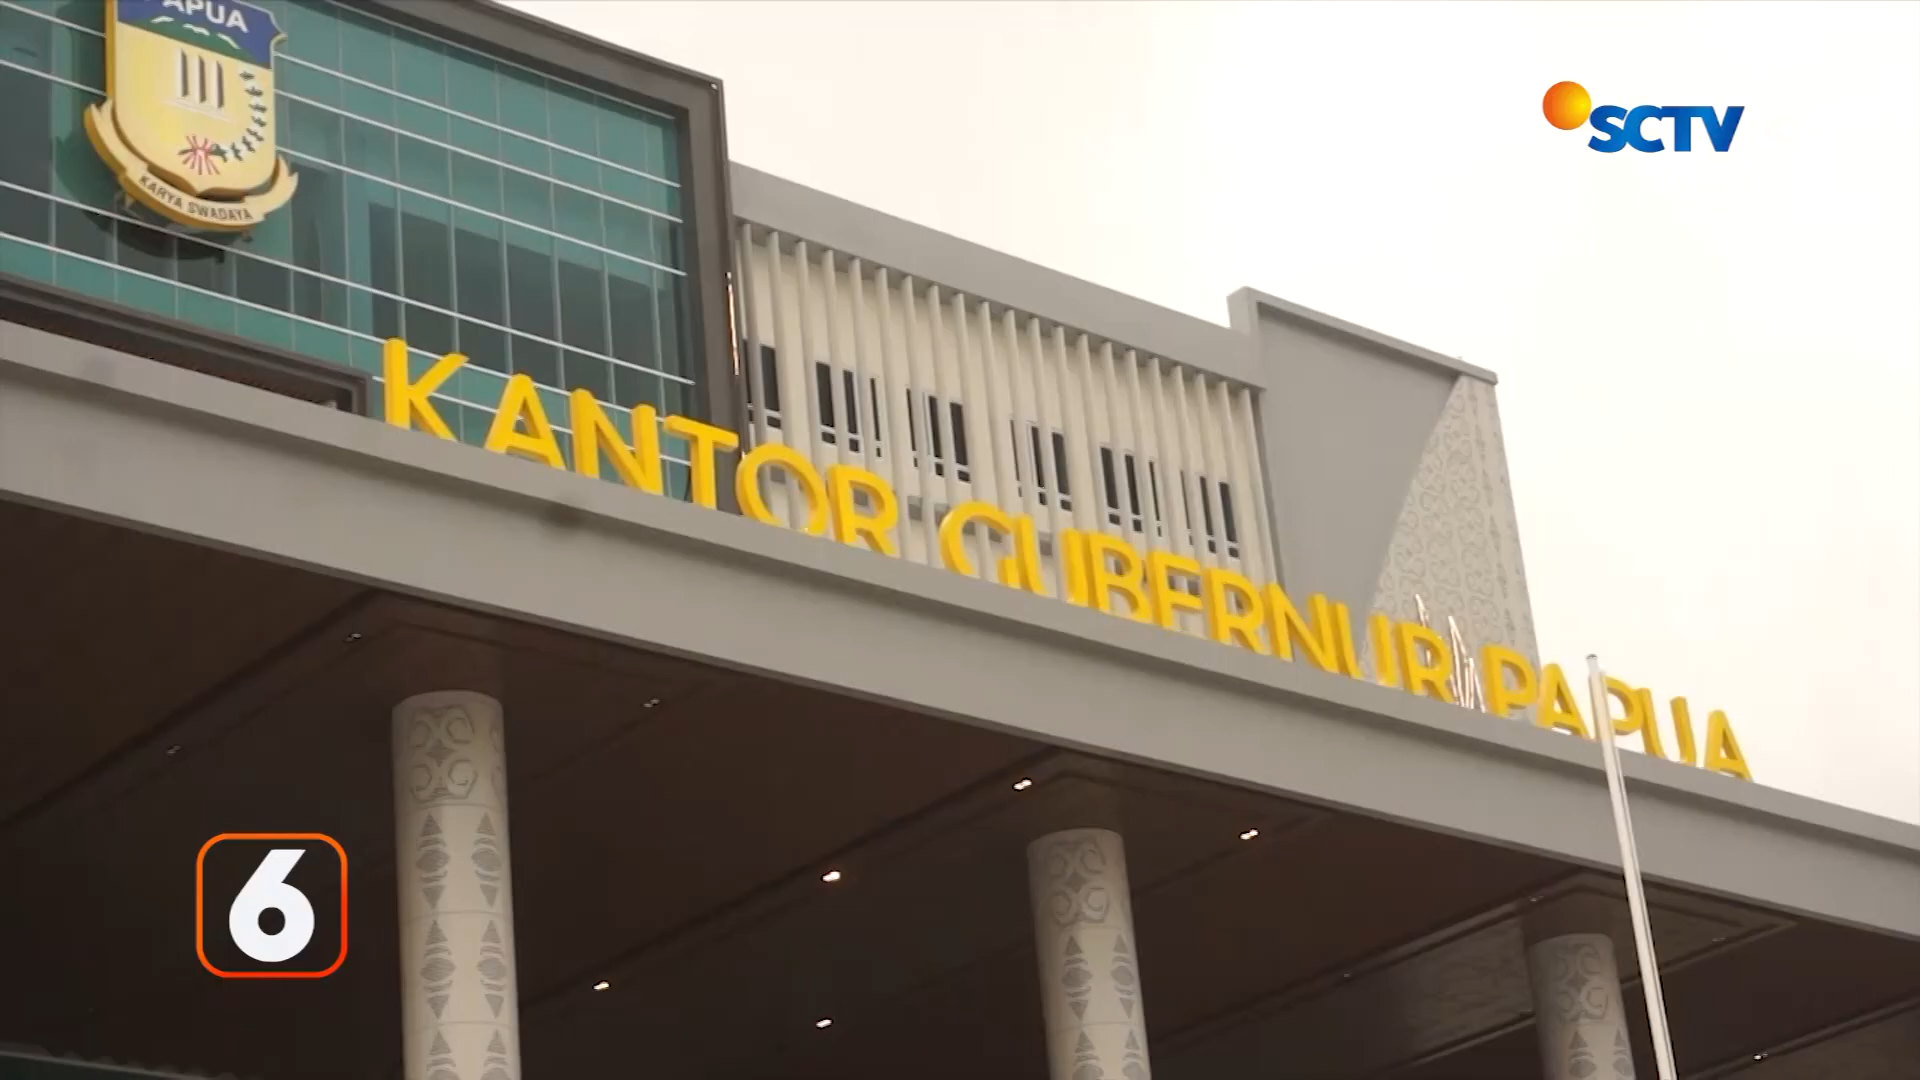 PAPUA
KARYA SWADAYA
SCTV
KANTOR GUBERNUR PAPUA
6